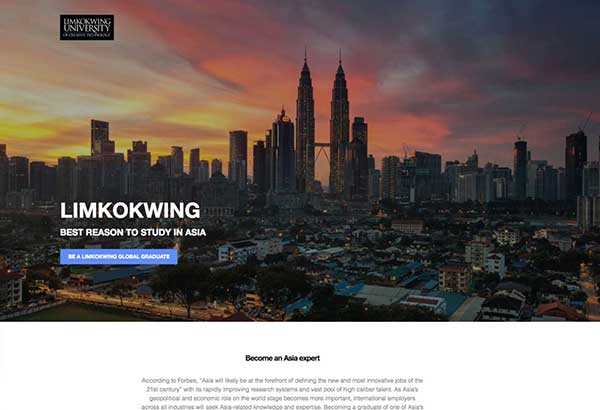 LIMKOKWING
UNIVERSITY
OF CREATIVE TECHNOLOGY
LIMKOKWING
BEST REASON TO STUDY IN ASIA
BE A LIMKOKWING GLOBAL GRADUATE
Become an Asia expert
According to Forbes, "Asia will likely be at the forefront of defining the new and most innovative jobs of the
21st century" with its rapidly improving research systems and vast pool of high caliber talent. As Asia's
geopolitical and economic role on the world stage becomes more important, international employers
across all industries will seek Asia-related knowledge and expertise. Becoming a graduate of one of Asia's